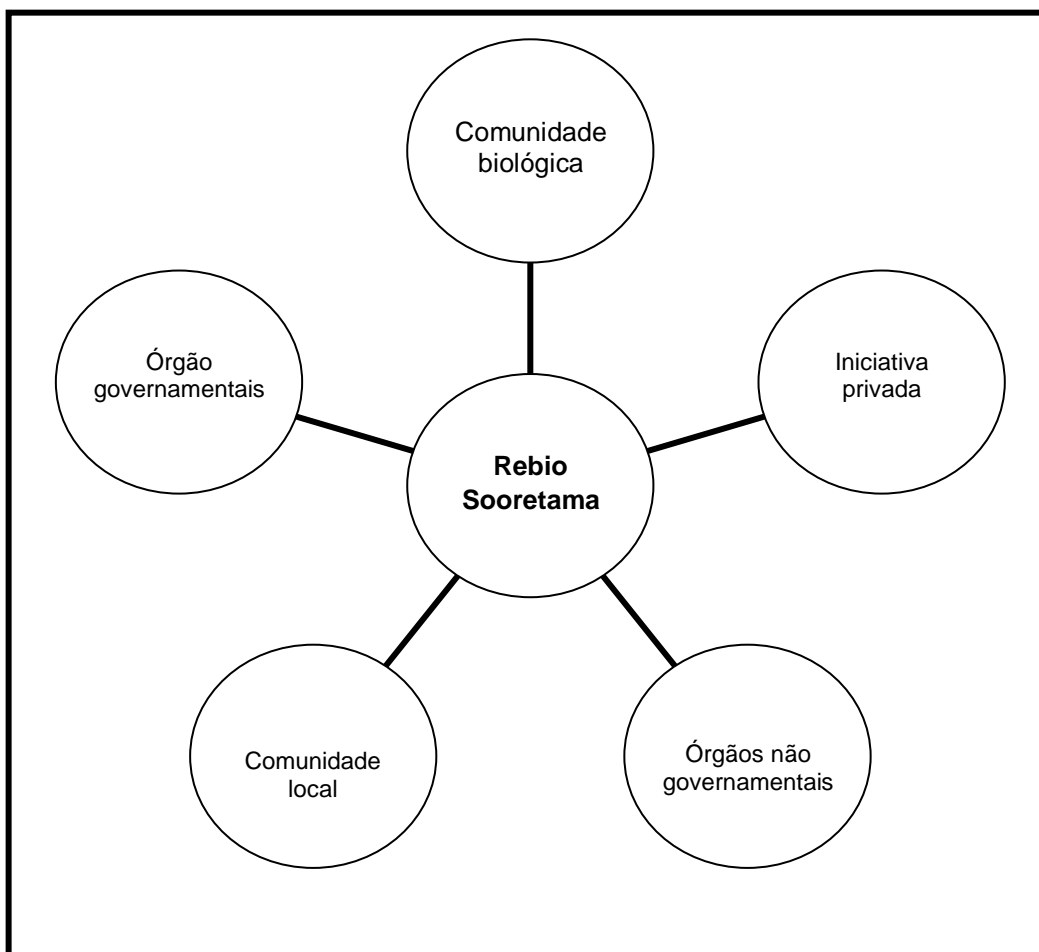 Comunidade
biológica
Órgão
governamentais
Iniciativa
privada
Rebio
Sooretama
Comunidade
local
Órgãos não
governamentais